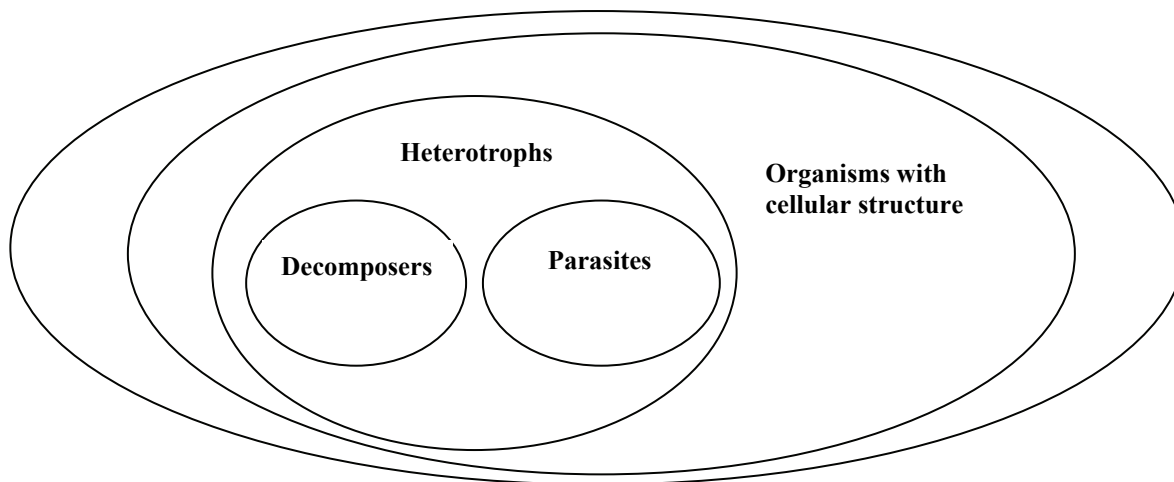 Heterotrophs
Organisms with
cellular structure
Decomposers
Parasites